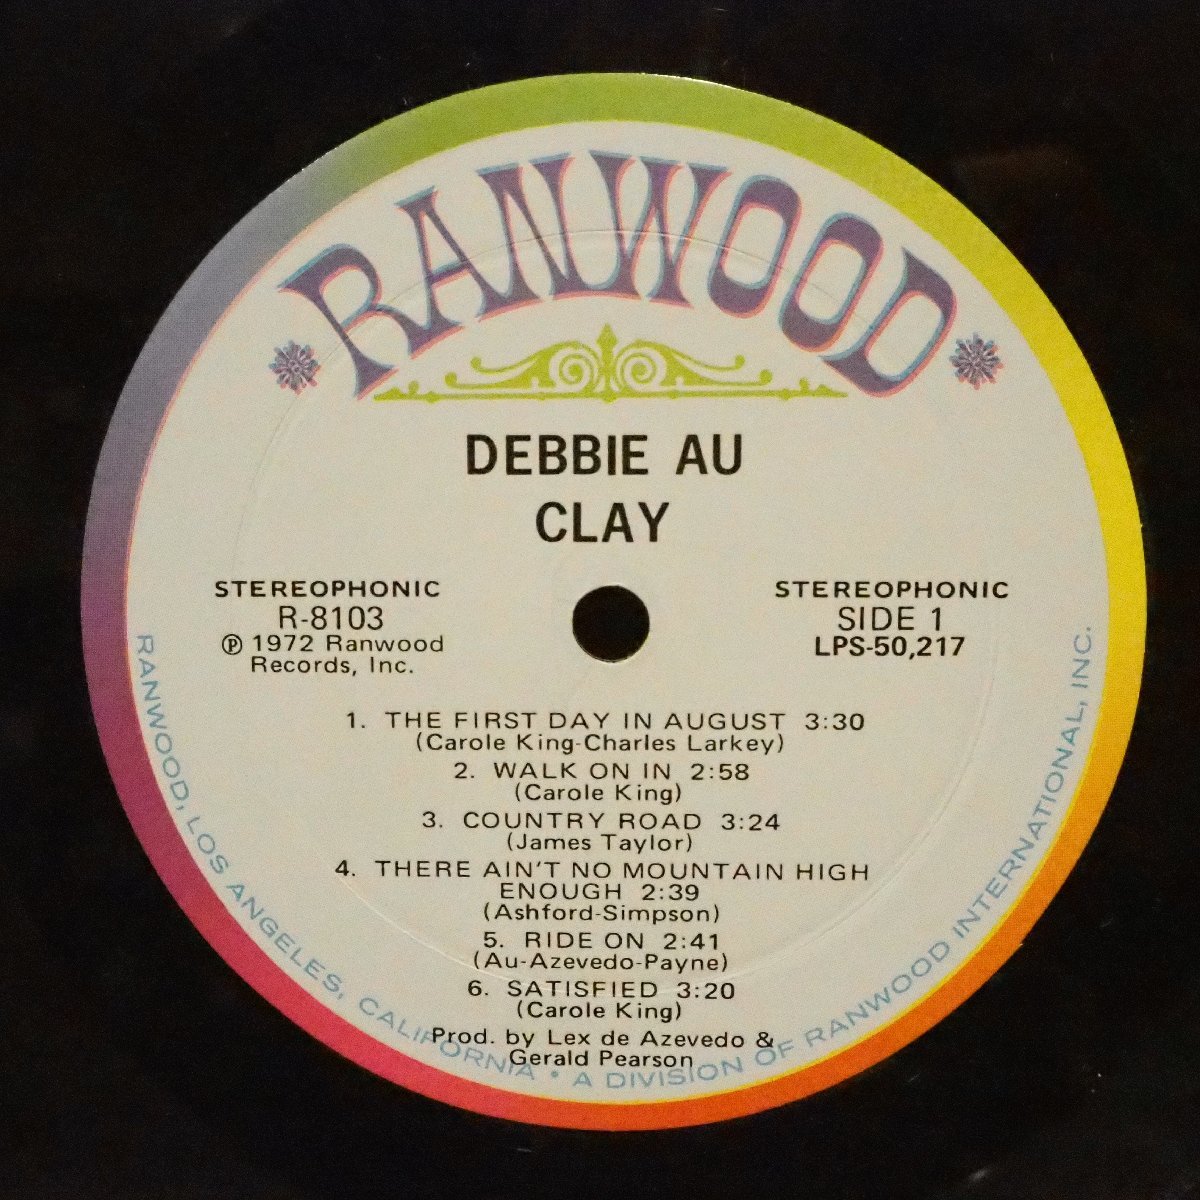 RANWOOD
DEBBIE AU
CLAY
STEREOPHONIC
R-8103
℗ 1972 Ranwood
Records, Inc.
STEREOPHONIC
SIDE 1
LPS-50,217
1. THE FIRST DAY IN AUGUST 3:30
(Carole King-Charles Larkey)
2. WALK ON IN 2:58
(Carole King)
3. COUNTRY ROAD 3:24
(James Taylor)
4. THERE AIN'T NO MOUNTAIN HIGH
ENOUGH 2:39
(Ashford-Simpson)
5. RIDE ON 2:41
(Au-Azevedo-Payne)
6. SATISFIED 3:20
(Carole King)
Prod. by Lex de Azevedo &
Gerald Pearson
RANWOOD, LOS ANGELES, CALIFORNIA • A DIVISION OF RANWOOD INTERNATIONAL, INC.